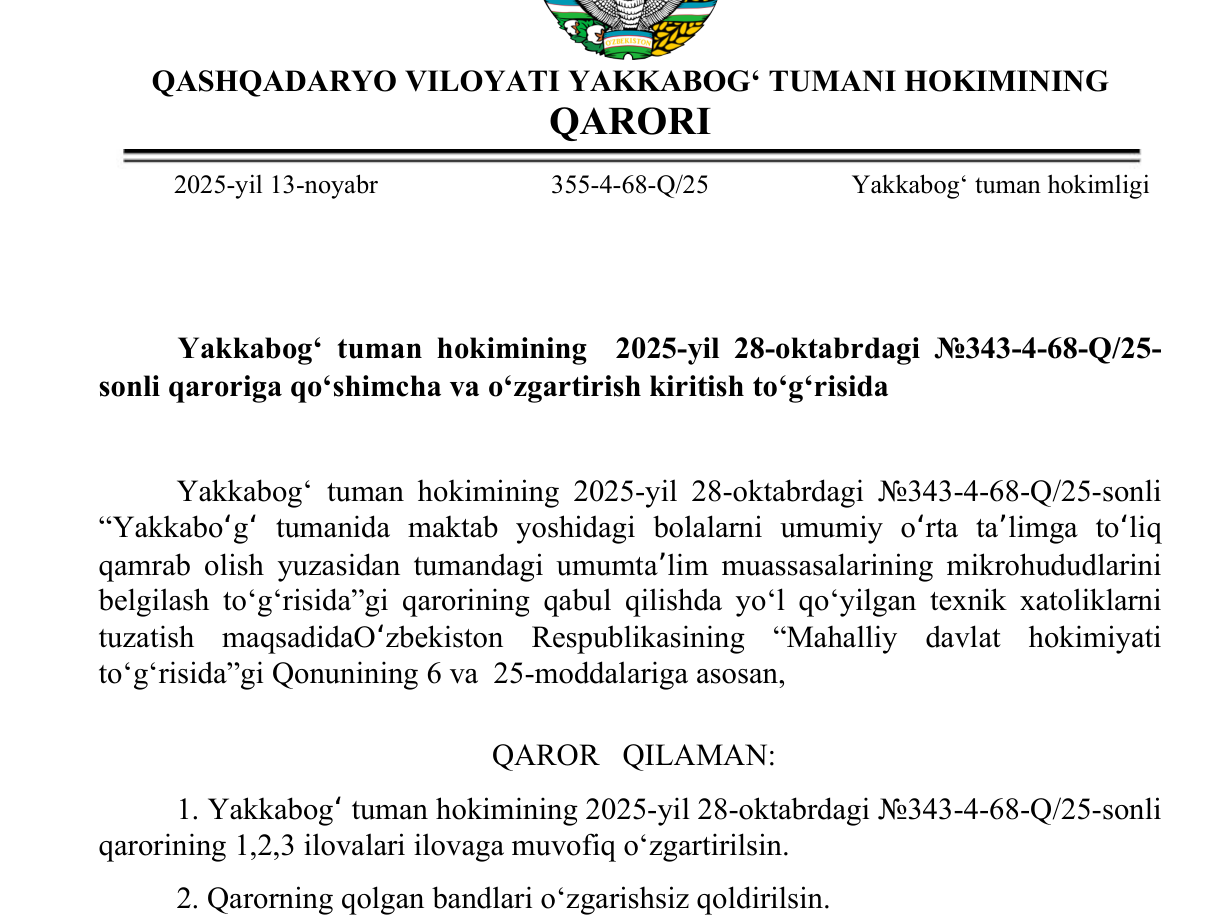 O‘ZBEKISTON
QASHQADARYO VILOYATI YAKKABOG‘ TUMANI HOKIMINING
QARORI
2025-yil 13-noyabr 355-4-68-Q/25 Yakkabog‘ tuman hokimligi
Yakkabog‘ tuman hokimining 2025-yil 28-oktabrdagi №343-4-68-Q/25-
sonli qaroriga qo‘shimcha va o‘zgartirish kiritish to‘g‘risida
Yakkabog‘ tuman hokimining 2025-yil 28-oktabrdagi №343-4-68-Q/25-sonli
“Yakkabo‘g‘ tumanida maktab yoshidagi bolalarni umumiy o‘rta ta’limga to‘liq
qamrab olish yuzasidan tumandagi umumta’lim muassasalarining mikrohududlarini
belgilash to‘g‘risida”gi qarorining qabul qilishda yo‘l qo‘yilgan texnik xatoliklarni
tuzatish maqsadidaO‘zbekiston Respublikasining “Mahalliy davlat hokimiyati
to‘g‘risida”gi Qonunining 6 va 25-moddalariga asosan,
QAROR QILAMAN:
1. Yakkabog‘ tuman hokimining 2025-yil 28-oktabrdagi №343-4-68-Q/25-sonli
qarorining 1,2,3 ilovalari ilovaga muvofiq o‘zgartirilsin.
2. Qarorning qolgan bandlari o‘zgarishsiz qoldirilsin.